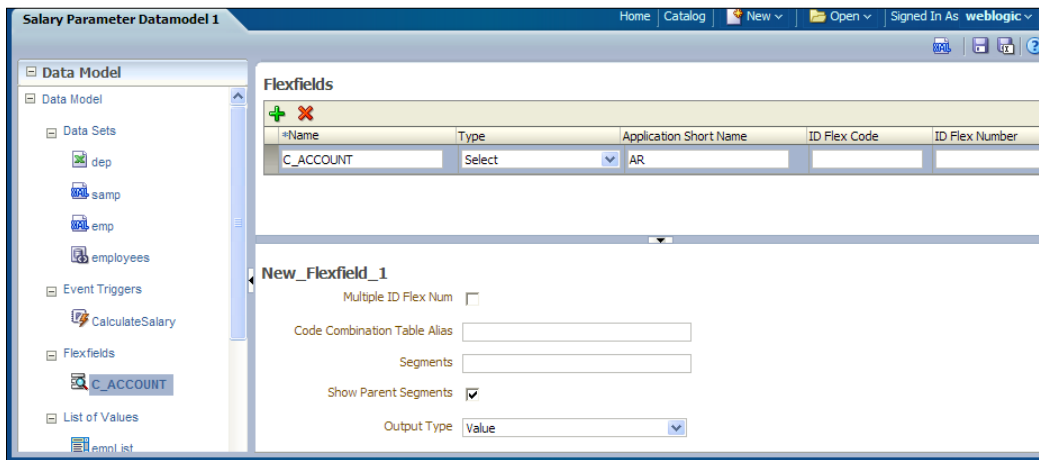 Salary Parameter Datamodel 1
Home Catalog New Open Signed In As weblogic
Data Model
Data Model
Data Sets
dep
samp
emp
employees
Event Triggers
CalculateSalary
Flexfields
C_ACCOUNT
List of Values
empList
Flexfields
*Name Type Application Short Name ID Flex Code ID Flex Number
C_ACCOUNT Select AR
New_Flexfield_1
Multiple ID Flex Num
Code Combination Table Alias
Segments
Show Parent Segments
Output Type Value